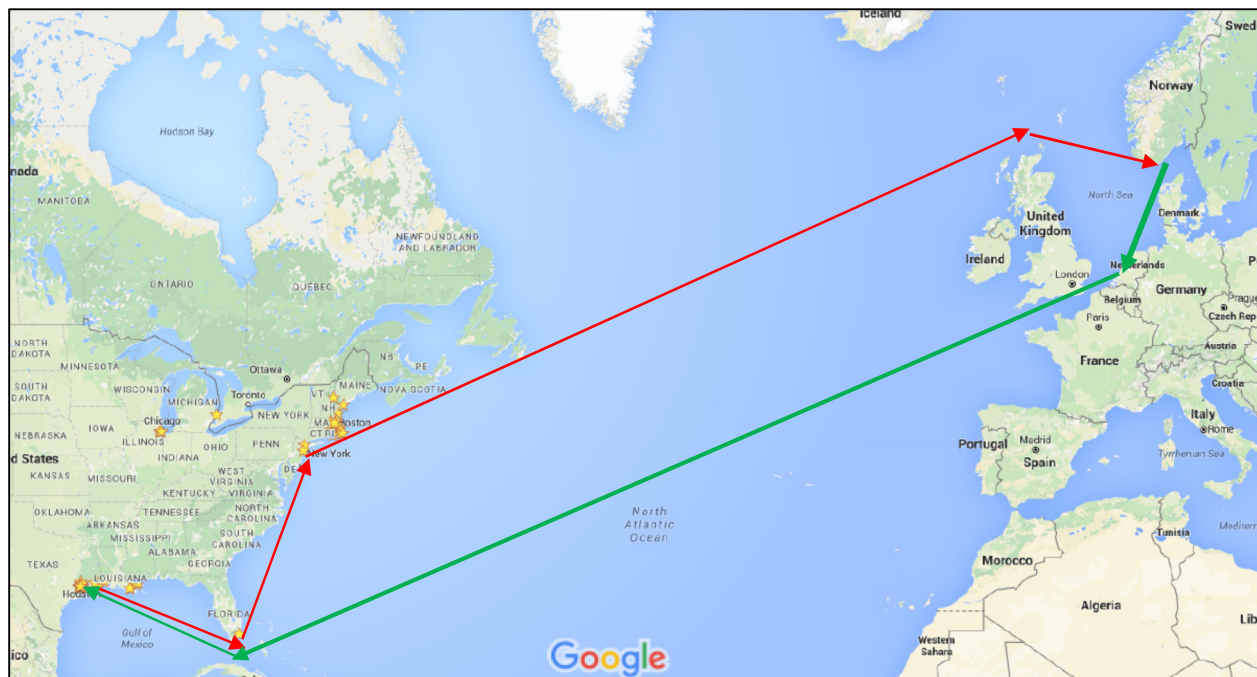 Iceland
Swed
Norway
Hudson Bay
nada
MANITOBA
North Sea
Denmark
United
Kingdom
NEWFOUNDLAND
AND LABRADOR
Ireland
Netherlands
P
London
ONTARIO
QUÉBEC
Belgium
Germany
Prague
Czech Rep
Paris
NORTH
DAKOTA
MINNESOTA
NB
PE
Austria
France
Ottawa
MAINE
NOVA SCOTIA
SOUTH
DAKOTA
WISCONSIN
MICHIGAN
Toronto
VT
NH
Croatia
NEW YORK
Chicago
IOWA
MA
Boston
Italy
Rome
NEBRASKA
ILLINOIS
OHIO
PENN
CT RI
Portugal
Madrid
Spain
Tyrrhenian Sea
d States
INDIANA
New York
KANSAS
MISSOURI
WEST
VIRGINIA
DE
KENTUCKY
VIRGINIA
OKLAHOMA
TENNESSEE
NORTH
CAROLINA
North
Atlantic
Ocean
ARKANSAS
MISSISSIPPI
SOUTH
CAROLINA
Tunisia
Mediterr
ALABAMA
GEORGIA
TEXAS
LOUISIANA
Morocco
Houst
FLORIDA
Algeria
Lib
Gulf of
Mexico
Western
Sahara
ico
Google